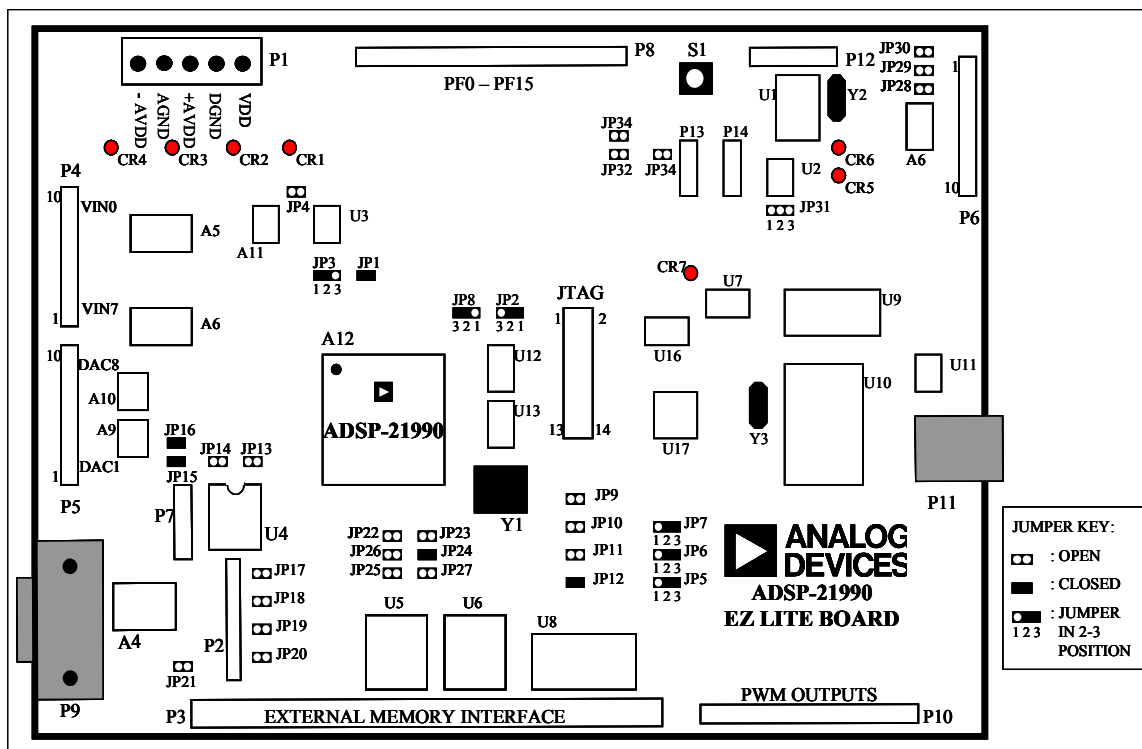 P1
P8
S1
P12
JP30
JP29
JP28
1
PF0 – PF15
U1
Y2
- AVDD
AGND
+AVDD
DGND
VDD
JP34
JP32
JP34
P13
P14
A6
CR4
CR3
CR2
CR1
CR6
CR5
U2
P4
10
VIN0
JP4
U3
A5
A11
JP31
1 2 3
10
P6
JP3
1 2 3
JP1
CR7
VIN7
1
A6
JP8
3 2 1
JP2
3 2 1
JTAG
1
2
U7
U9
U16
A12
U12
U10
U11
10
DAC8
A10
A9
U13
ADSP-21990
13
14
U17
Y3
JP16
JP14
JP13
1
DAC1
JP15
P5
P7
U4
Y1
JP9
P11
JP22
JP23
JP10
JP7
1 2 3
JP26
JP24
JP11
JP6
1 2 3
JP25
JP27
JP12
JP5
1 2 3
ANALOG
DEVICES
ADSP-21990
EZ LITE BOARD
JUMPER KEY:
: OPEN
: CLOSED
: JUMPER
1 2 3
IN 2-3
POSITION
JP17
JP18
JP19
JP20
U5
U6
U8
A4
P2
JP21
P9
P3
EXTERNAL MEMORY INTERFACE
PWM OUTPUTS
P10